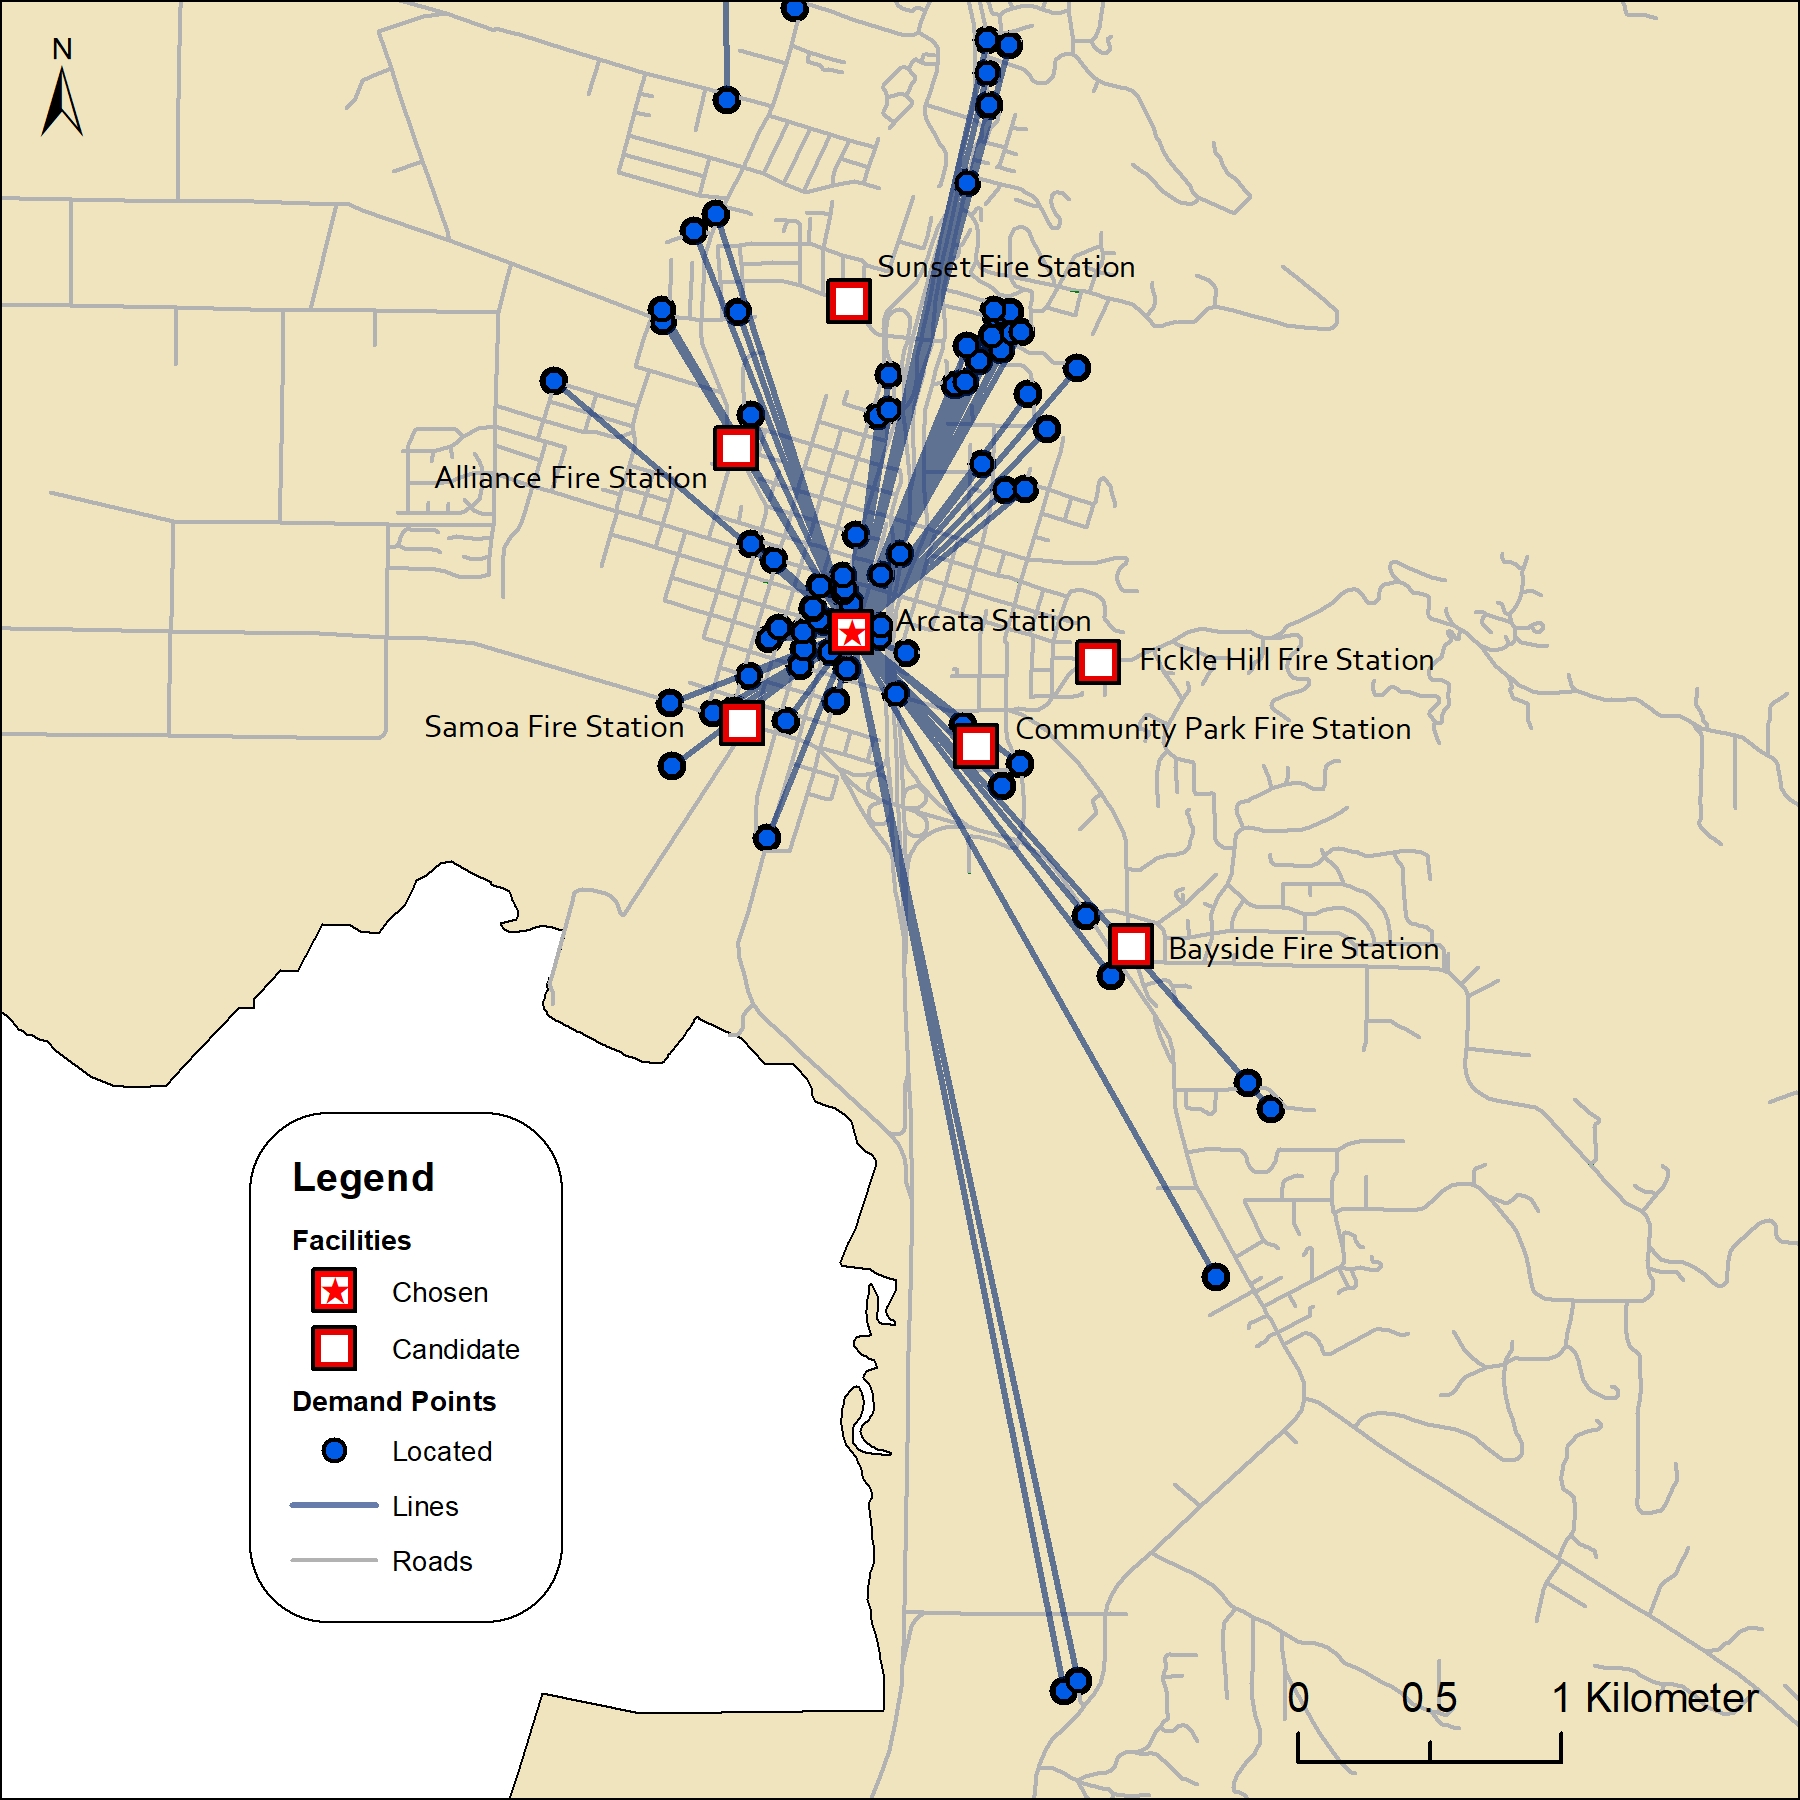 N
Sunset Fire Station
Alliance Fire Station
Arcata Station
Fickle Hill Fire Station
Samoa Fire Station
Community Park Fire Station
Bayside Fire Station
Legend
Facilities
Chosen
Candidate
Demand Points
Located
Lines
Roads
0 0.5 1 Kilometer